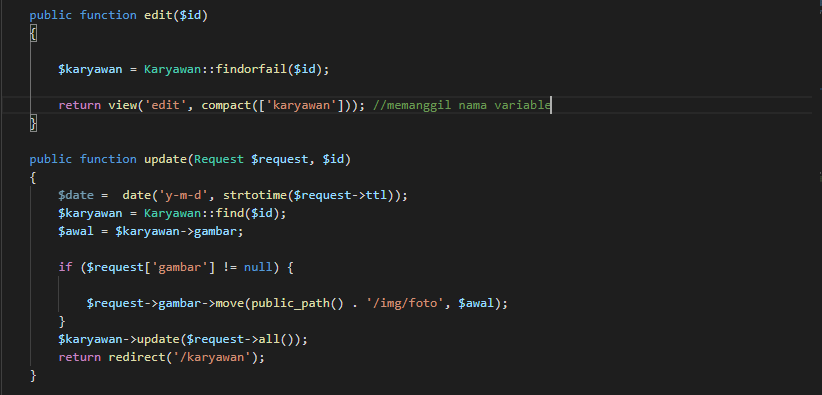 public function edit($id)
{
$karyawan = Karyawan::findorfail($id);
return view('edit', compact(['karyawan'])); //memanggil nama variable
}
public function update(Request $request, $id)
{
$date =  date('y-m-d', strtotime($request->ttl));
$karyawan = Karyawan::find($id);
$awal = $karyawan->gambar;
if ($request['gambar'] != null) {
$request->gambar->move(public_path() . '/img/foto', $awal);
}
$karyawan->update($request->all());
return redirect('/karyawan');
}